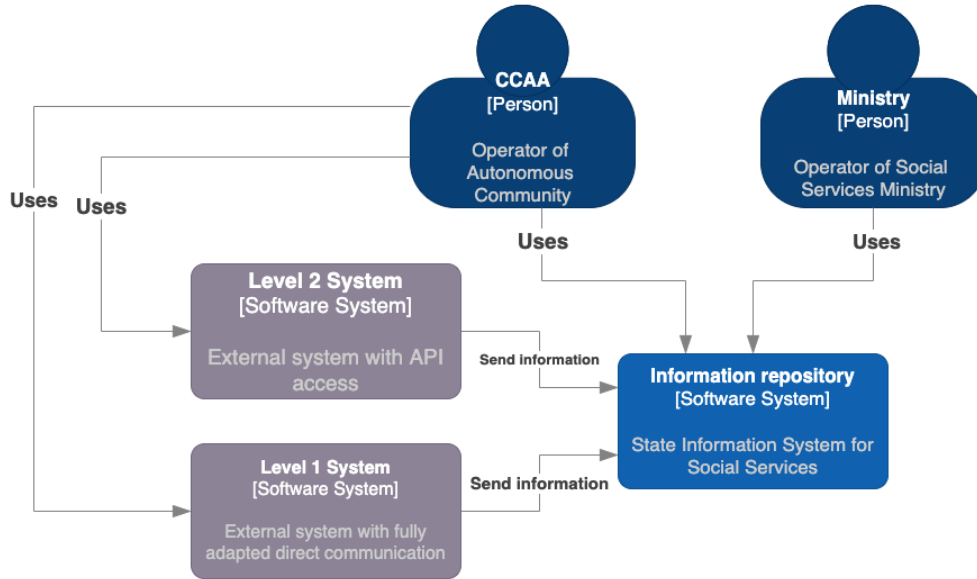 CCAA
[Person]
Operator of
Autonomous
Community
Ministry
[Person]
Operator of Social
Services Ministry
Uses
Uses
Uses
Uses
Level 2 System
[Software System]
External system with API
access
Send information
Information repository
[Software System]
State Information System for
Social Services
Level 1 System
[Software System]
External system with fully
adapted direct communication
Send information